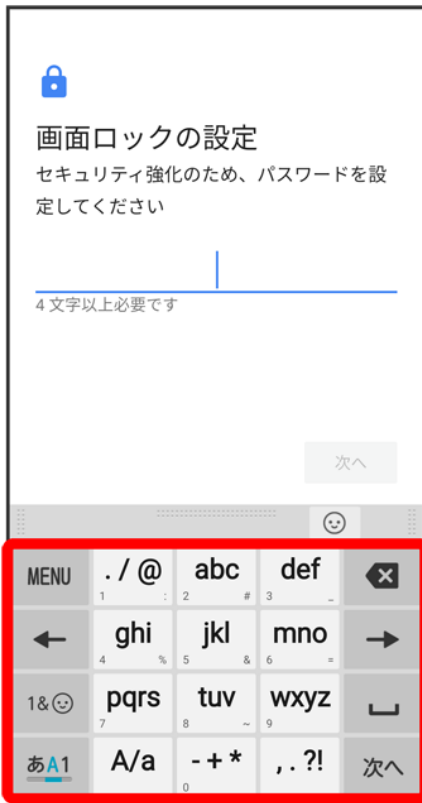 画面ロックの設定
セキュリティ強化のため、パスワードを設
定してください
4 文字以上必要です
次へ
MENU ./@ abc def
1 : 2 # 3 _
ghi jkl mno
4 % 5 & 6 =
1& pqrs tuv wxyz
7 8 ~ 9
あA1 A/a -+* ,.?! 次へ
0